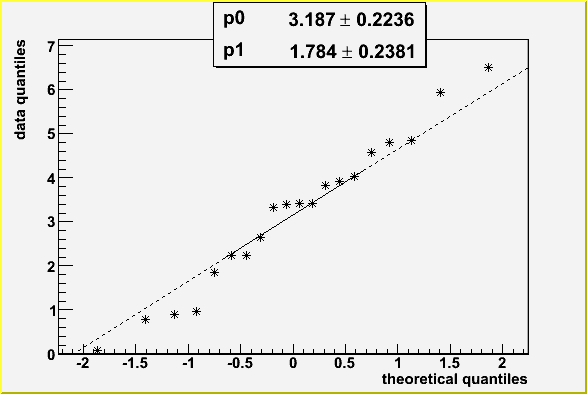 p0 3.187 ± 0.2236
p1 1.784 ± 0.2381
data quantiles
7
6
5
4
3
2
1
0
-2 -1.5 -1 -0.5 0 0.5 1 1.5 2
theoretical quantiles